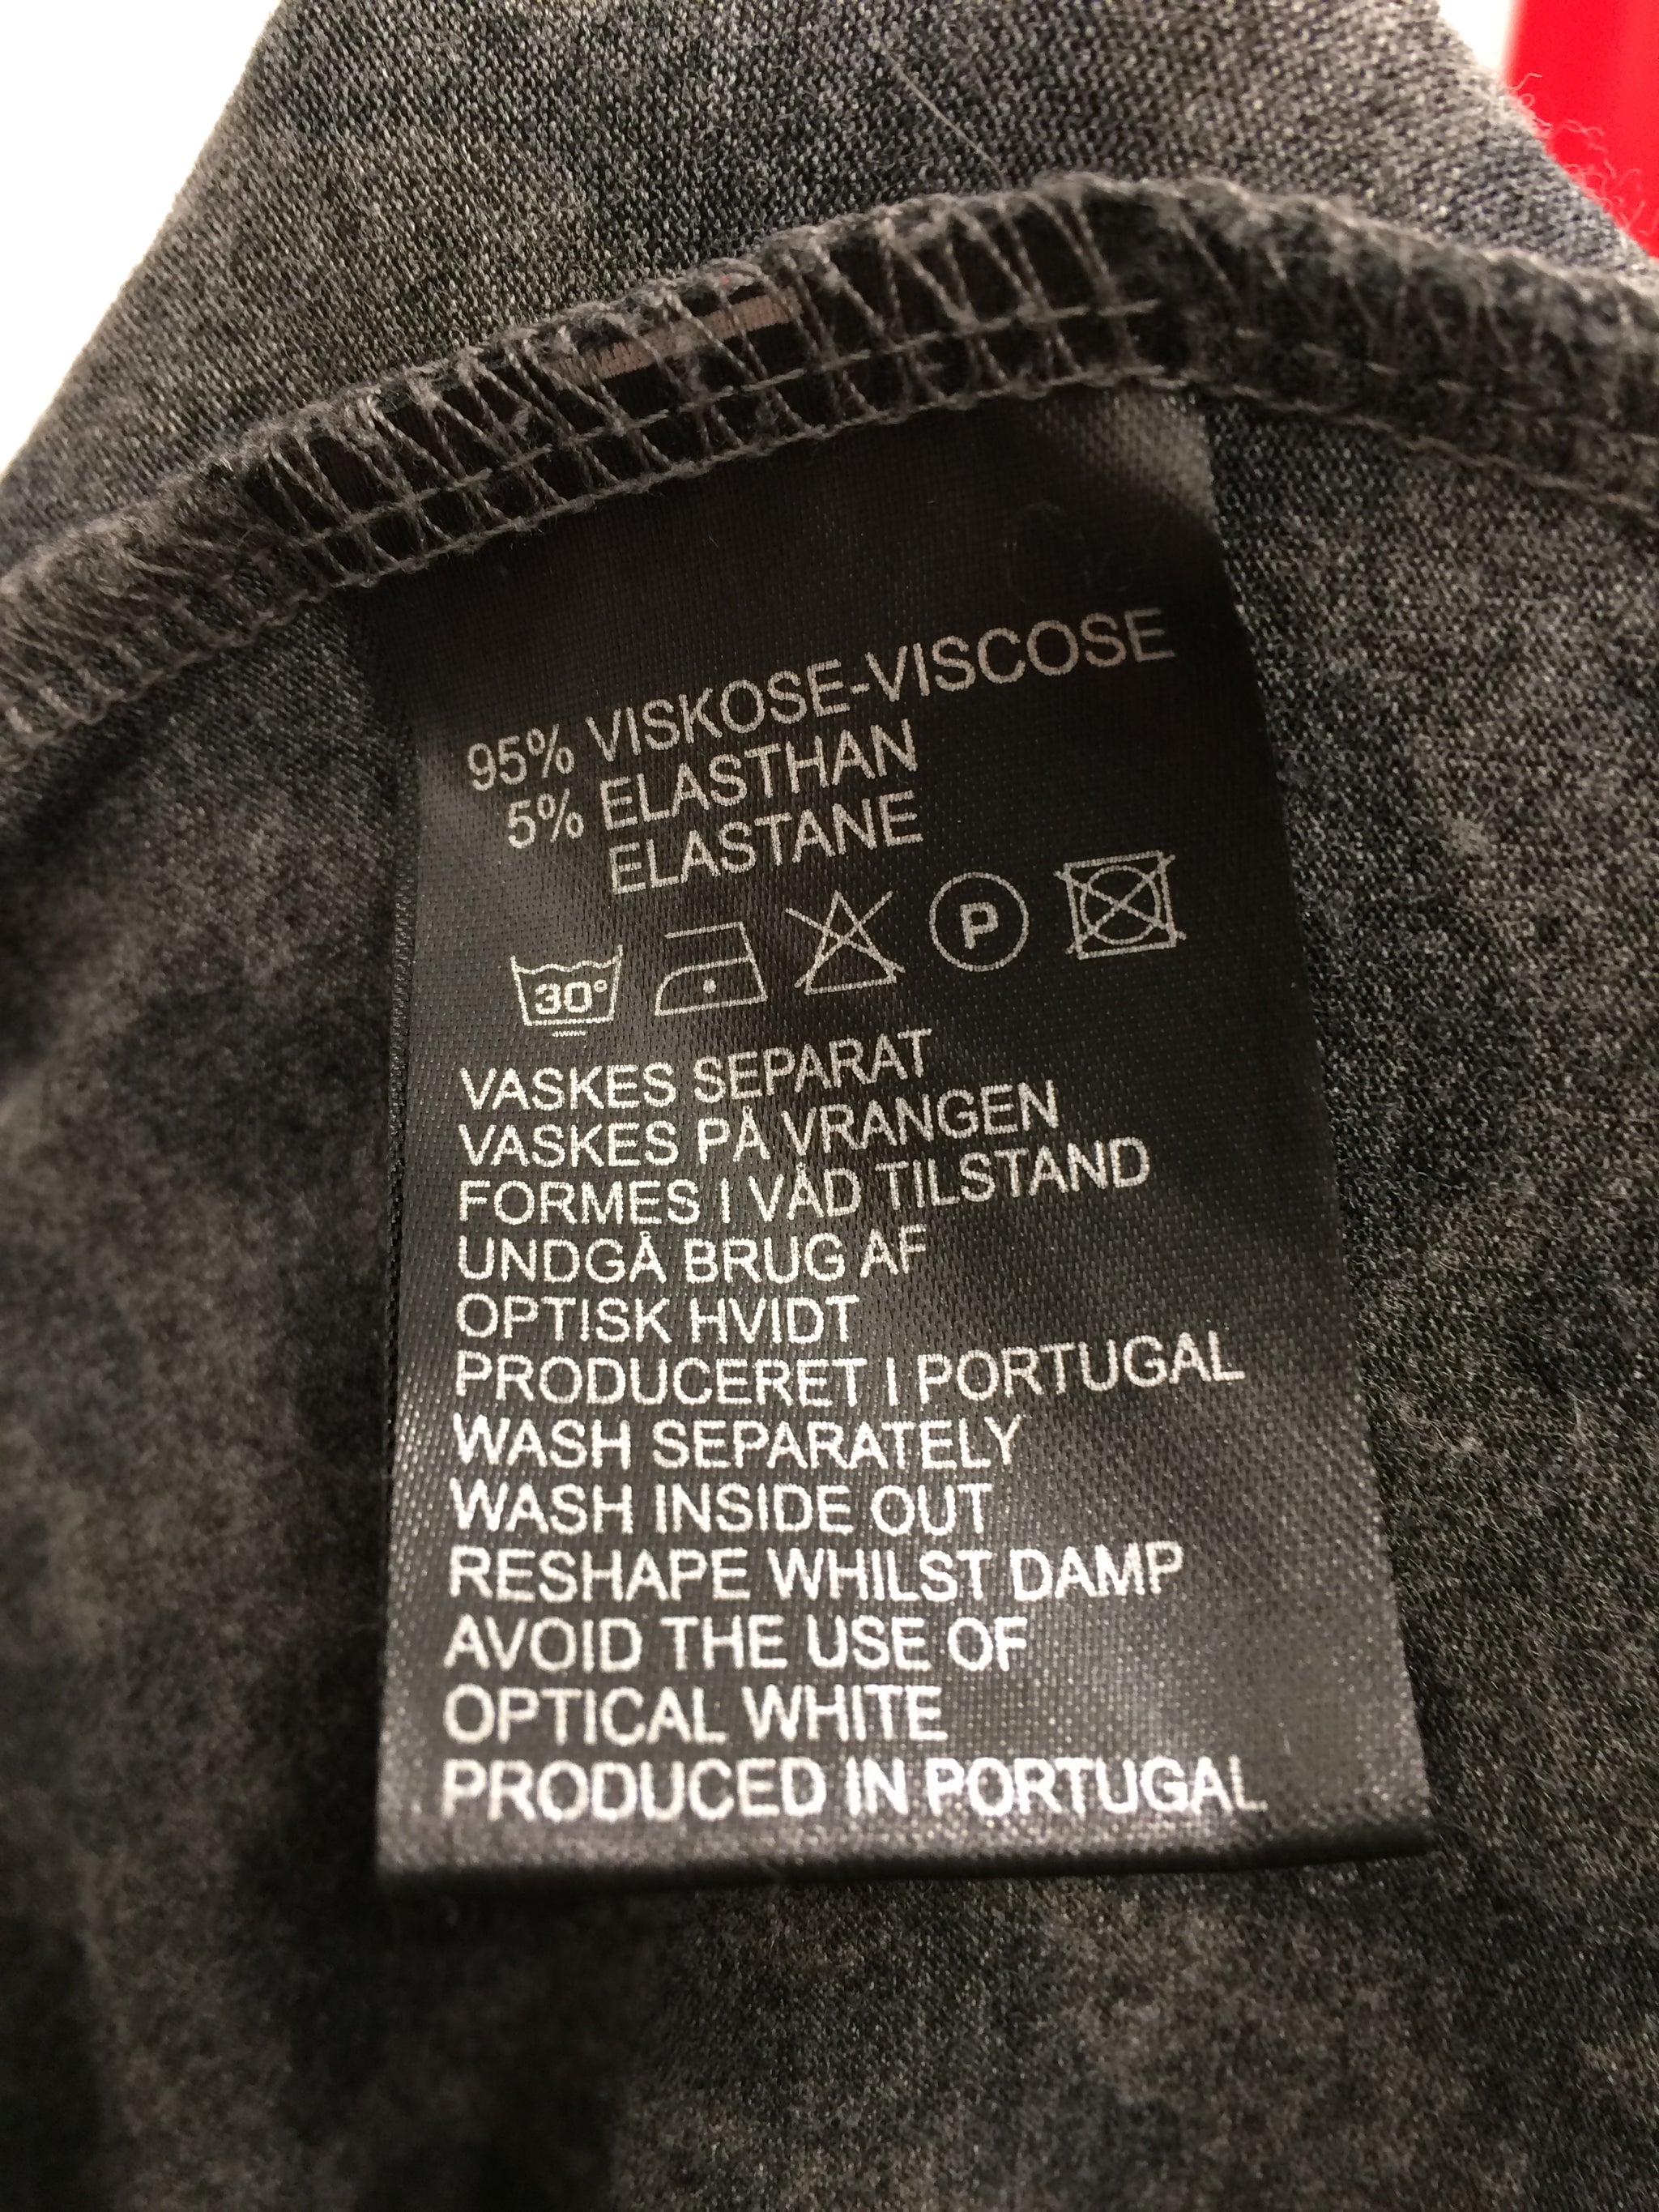 95% VISKOSE-VISCOSE
5% ELASTHAN
ELASTANE
30° P
VASKES SEPARAT
VASKES PÅ VRANGEN
FORMES I VÅD TILSTAND
UNDGÅ BRUG AF
OPTISK HVIDT
PRODUCERET I PORTUGAL
WASH SEPARATELY
WASH INSIDE OUT
RESHAPE WHILST DAMP
AVOID THE USE OF
OPTICAL WHITE
PRODUCED IN PORTUGAL